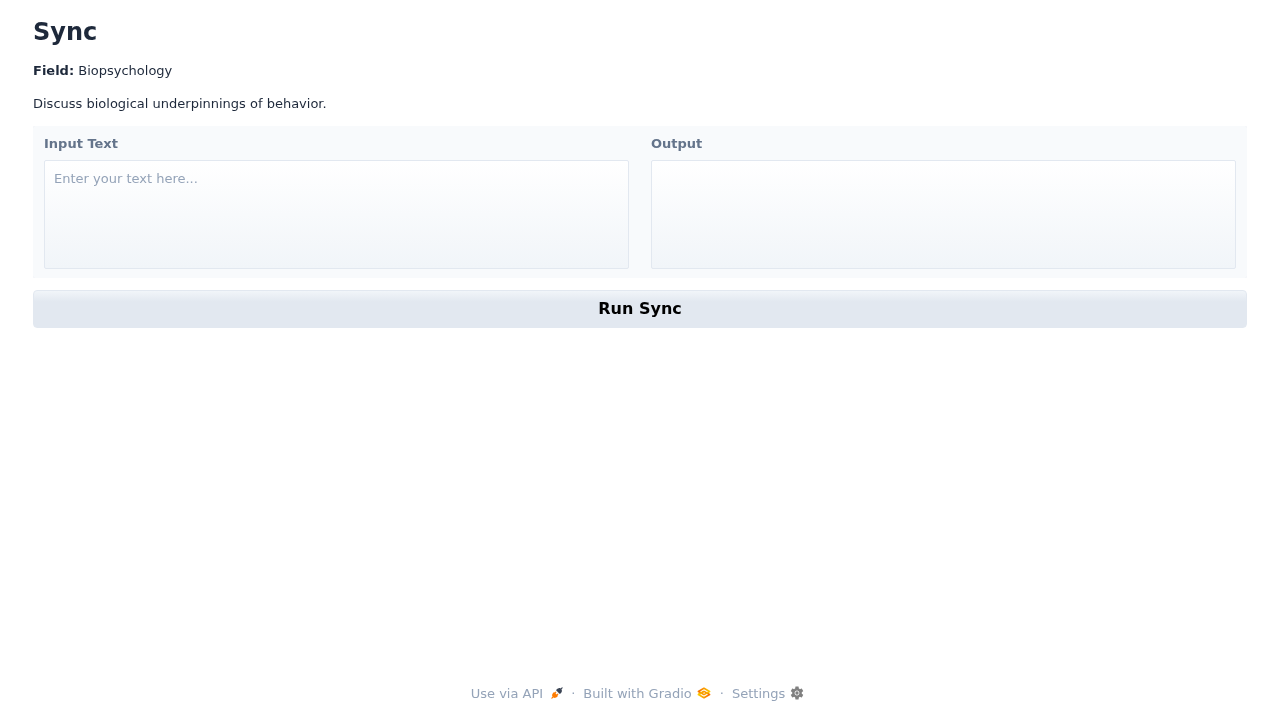 Sync
Field: Biopsychology
Discuss biological underpinnings of behavior.
Input Text
Output
Enter your text here...
Run Sync
Use via API · Built with Gradio · Settings